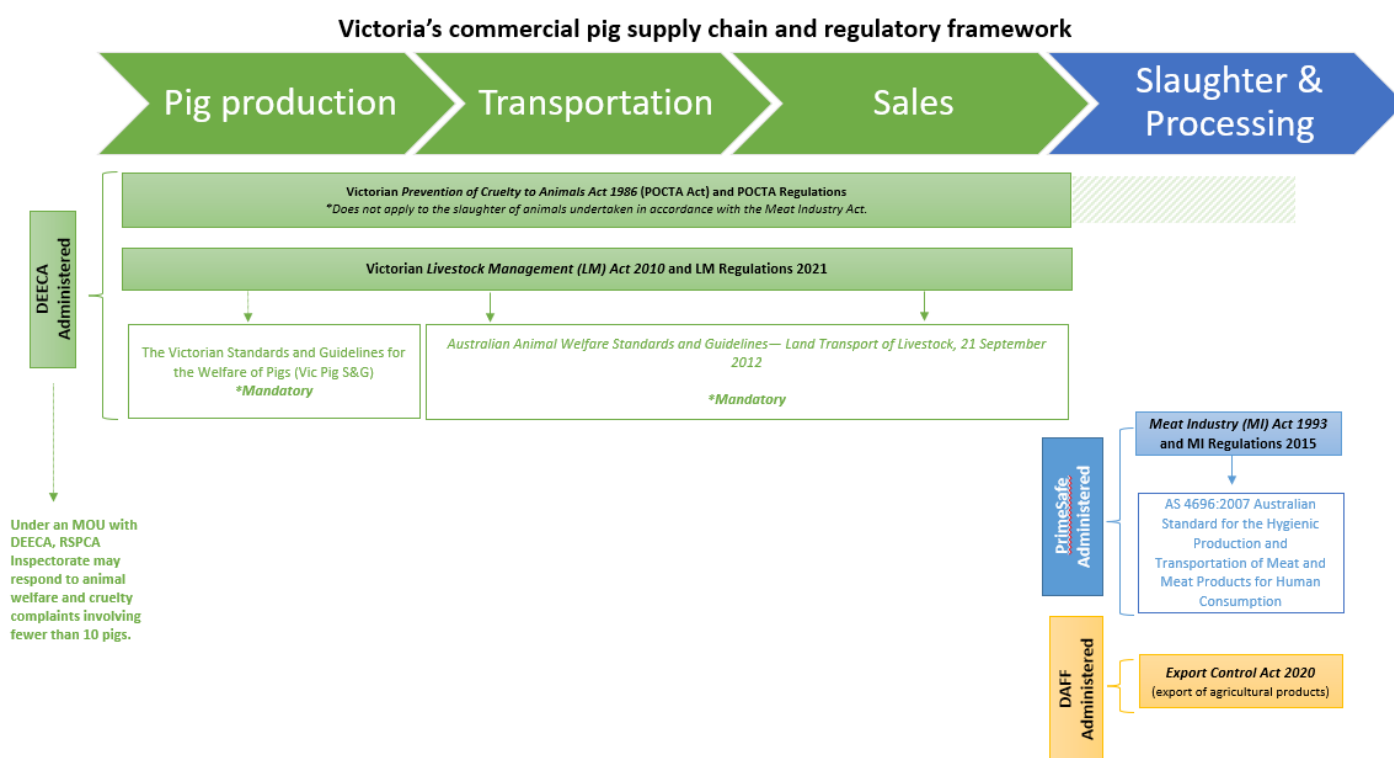 Victoria's commercial pig supply chain and regulatory framework
Pig production
Transportation
Sales
Slaughter &
Processing
Victorian Prevention of Cruelty to Animals Act 1986 (POCTA Act) and POCTA Regulations
*Does not apply to the slaughter of animals undertaken in accordance with the Meat Industry Act.
DEECA
Administered
Victorian Livestock Management (LM) Act 2010 and LM Regulations 2021
The Victorian Standards and Guidelines for
the Welfare of Pigs (Vic Pig S&G)
*Mandatory
Australian Animal Welfare Standards and Guidelines— Land Transport of Livestock, 21 September
2012
*Mandatory
Under an MOU with
DEECA, RSPCA
Inspectorate may
respond to animal
welfare and cruelty
complaints involving
fewer than 10 pigs.
PrimeSafe
Administered
Meat Industry (MI) Act 1993
and MI Regulations 2015
AS 4696:2007 Australian
Standard for the Hygienic
Production and
Transportation of Meat and
Meat Products for Human
Consumption
DAFF
Administered
Export Control Act 2020
(export of agricultural products)